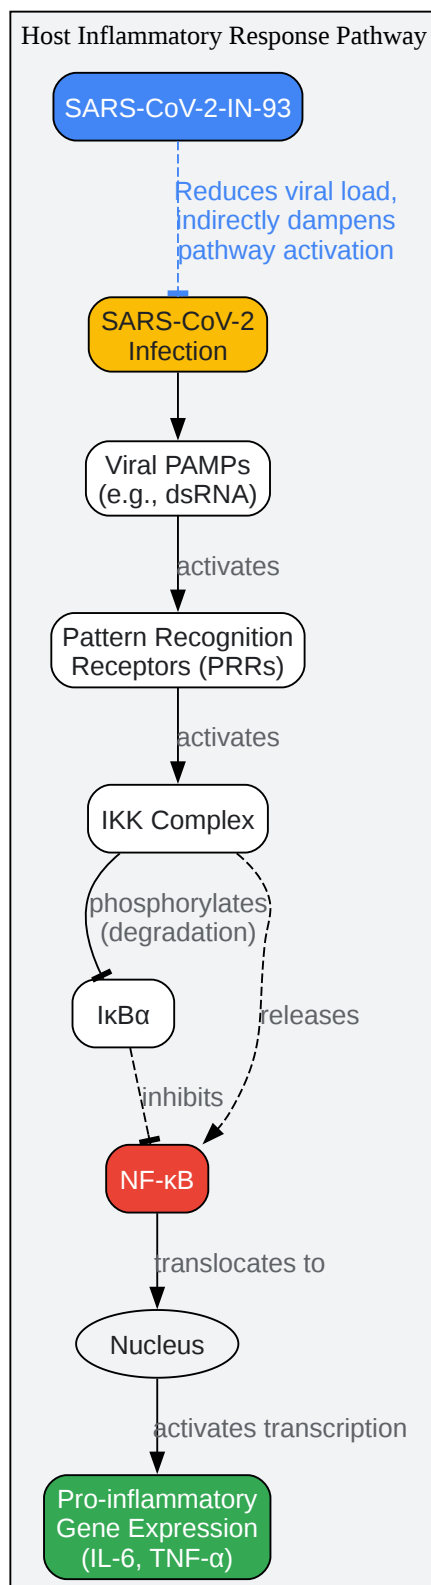 Host Inflammatory Response Pathway
SARS-CoV-2-IN-93
Reduces viral load,
indirectly dampens
pathway activation
SARS-CoV-2
Infection
Viral PAMPs
(e.g., dsRNA)
activates
Pattern Recognition
Receptors (PRRs)
activates
IKK Complex
phosphorylates
(degradation)
IκBα
releases
inhibits
NF-κB
translocates to
Nucleus
activates transcription
Pro-inflammatory
Gene Expression
(IL-6, TNF-α)